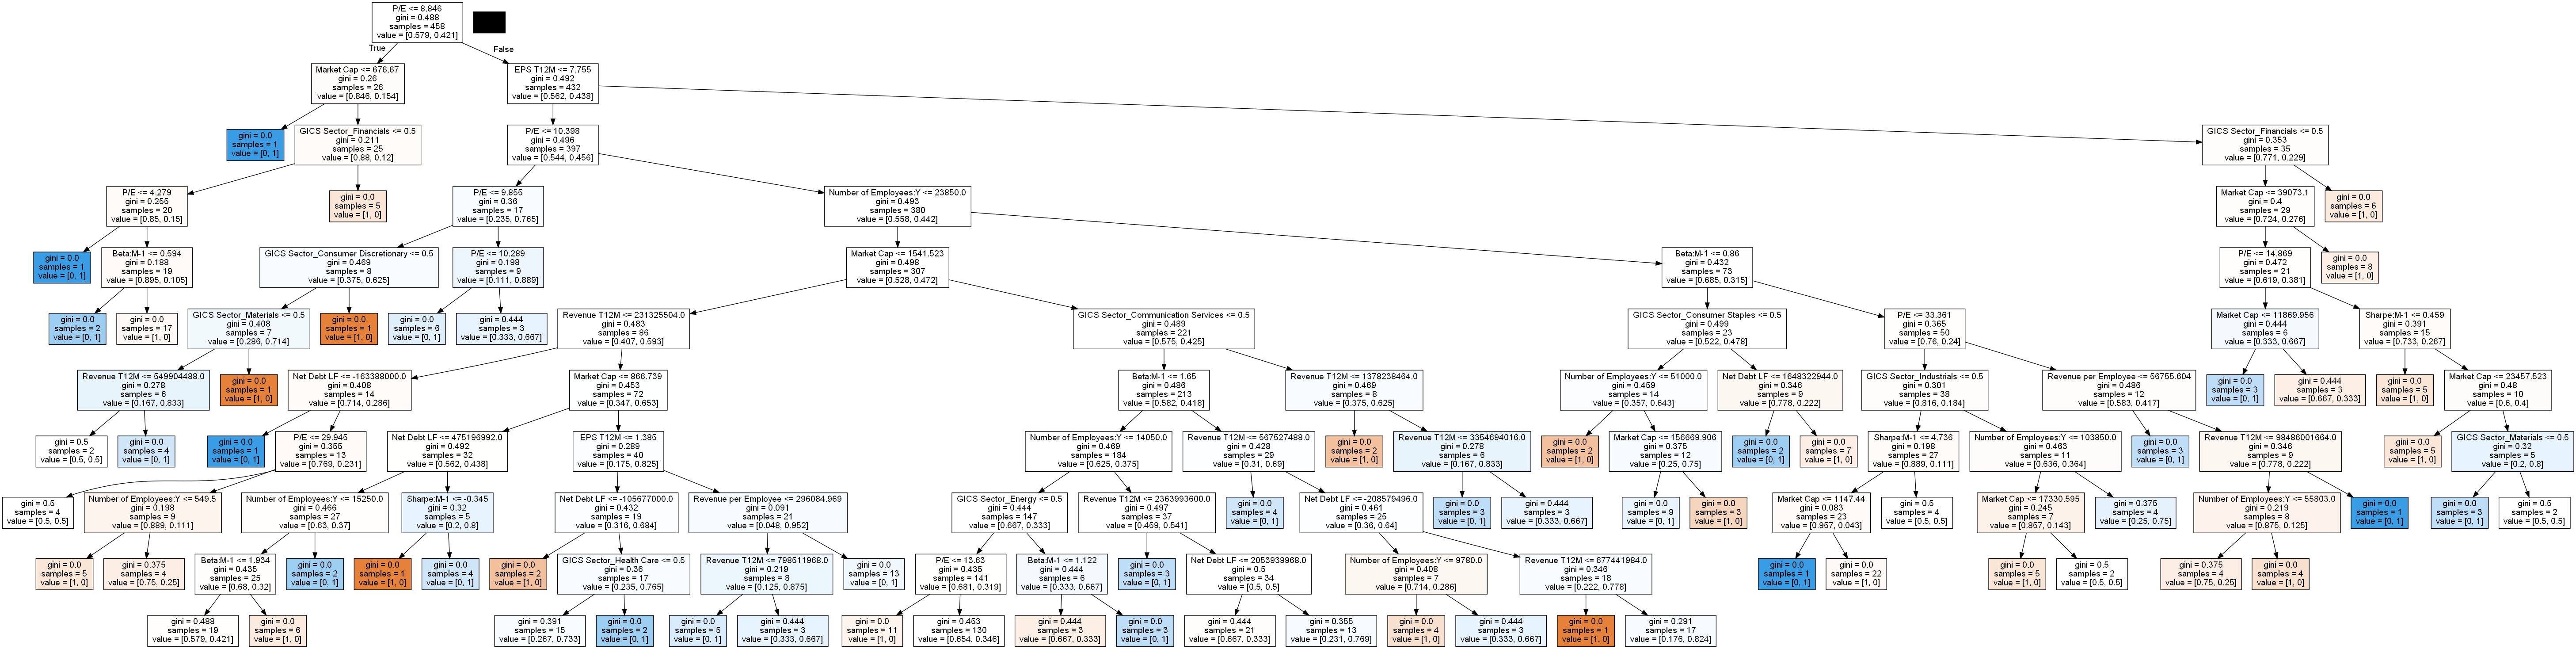 P/E <= 8.846
gini = 0.488
samples = 458
value = [0.579, 0.421]
True
False
Market Cap <= 676.67
gini = 0.26
samples = 26
value = [0.846, 0.154]
EPS T12M <= 7.755
gini = 0.492
samples = 432
value = [0.562, 0.438]
gini = 0.0
samples = 1
value = [0, 1]
GICS Sector_Financials <= 0.5
gini = 0.211
samples = 25
value = [0.88, 0.12]
P/E <= 10.398
gini = 0.496
samples = 397
value = [0.544, 0.456]
GICS Sector_Financials <= 0.5
gini = 0.353
samples = 35
value = [0.771, 0.229]
P/E <= 4.279
gini = 0.255
samples = 20
value = [0.85, 0.15]
gini = 0.0
samples = 5
value = [1, 0]
P/E <= 9.855
gini = 0.36
samples = 17
value = [0.235, 0.765]
Number of Employees:Y <= 23850.0
gini = 0.493
samples = 380
value = [0.558, 0.442]
Market Cap <= 39073.1
gini = 0.4
samples = 29
value = [0.724, 0.276]
gini = 0.0
samples = 6
value = [1, 0]
gini = 0.0
samples = 1
value = [0, 1]
Beta:M-1 <= 0.594
gini = 0.188
samples = 19
value = [0.895, 0.105]
GICS Sector_Consumer Discretionary <= 0.5
gini = 0.469
samples = 8
value = [0.375, 0.625]
P/E <= 10.289
gini = 0.198
samples = 9
value = [0.111, 0.889]
Market Cap <= 1541.523
gini = 0.498
samples = 307
value = [0.528, 0.472]
Beta:M-1 <= 0.86
gini = 0.432
samples = 73
value = [0.685, 0.315]
P/E <= 14.869
gini = 0.472
samples = 21
value = [0.619, 0.381]
gini = 0.0
samples = 8
value = [1, 0]
gini = 0.0
samples = 2
value = [0, 1]
gini = 0.0
samples = 17
value = [1, 0]
GICS Sector_Materials <= 0.5
gini = 0.408
samples = 7
value = [0.286, 0.714]
gini = 0.0
samples = 1
value = [1, 0]
gini = 0.0
samples = 6
value = [0, 1]
gini = 0.444
samples = 3
value = [0.333, 0.667]
Revenue T12M <= 231325504.0
gini = 0.483
samples = 86
value = [0.407, 0.593]
GICS Sector_Communication Services <= 0.5
gini = 0.489
samples = 221
value = [0.575, 0.425]
GICS Sector_Consumer Staples <= 0.5
gini = 0.499
samples = 23
value = [0.522, 0.478]
P/E <= 33.361
gini = 0.365
samples = 50
value = [0.76, 0.24]
Market Cap <= 11869.956
gini = 0.444
samples = 6
value = [0.333, 0.667]
Sharpe:M-1 <= 0.459
gini = 0.391
samples = 15
value = [0.733, 0.267]
Revenue T12M <= 549904488.0
gini = 0.278
samples = 6
value = [0.167, 0.833]
gini = 0.0
samples = 1
value = [1, 0]
Net Debt LF <= -163388000.0
gini = 0.408
samples = 14
value = [0.714, 0.286]
Market Cap <= 866.739
gini = 0.453
samples = 72
value = [0.347, 0.653]
Beta:M-1 <= 1.65
gini = 0.486
samples = 213
value = [0.582, 0.418]
Revenue T12M <= 1378238464.0
gini = 0.469
samples = 8
value = [0.375, 0.625]
Number of Employees:Y <= 51000.0
gini = 0.459
samples = 14
value = [0.357, 0.643]
Net Debt LF <= 1648322944.0
gini = 0.346
samples = 9
value = [0.778, 0.222]
GICS Sector_Industrials <= 0.5
gini = 0.301
samples = 38
value = [0.816, 0.184]
Revenue per Employee <= 56755.604
gini = 0.486
samples = 12
value = [0.583, 0.417]
gini = 0.0
samples = 3
value = [0, 1]
gini = 0.444
samples = 3
value = [0.667, 0.333]
gini = 0.0
samples = 5
value = [1, 0]
Market Cap <= 23457.523
gini = 0.48
samples = 10
value = [0.6, 0.4]
gini = 0.5
samples = 2
value = [0.5, 0.5]
gini = 0.0
samples = 4
value = [0, 1]
gini = 0.0
samples = 1
value = [0, 1]
P/E <= 29.945
gini = 0.355
samples = 13
value = [0.769, 0.231]
Net Debt LF <= 475196992.0
gini = 0.492
samples = 32
value = [0.562, 0.438]
EPS T12M <= 1.385
gini = 0.289
samples = 40
value = [0.175, 0.825]
Number of Employees:Y <= 14050.0
gini = 0.469
samples = 184
value = [0.625, 0.375]
Revenue T12M <= 567527488.0
gini = 0.428
samples = 29
value = [0.31, 0.69]
gini = 0.0
samples = 2
value = [1, 0]
Revenue T12M <= 3354694016.0
gini = 0.278
samples = 6
value = [0.167, 0.833]
gini = 0.0
samples = 2
value = [1, 0]
Market Cap <= 156669.906
gini = 0.375
samples = 12
value = [0.25, 0.75]
gini = 0.0
samples = 2
value = [0, 1]
gini = 0.0
samples = 7
value = [1, 0]
Sharpe:M-1 <= 4.736
gini = 0.198
samples = 27
value = [0.889, 0.111]
Number of Employees:Y <= 103850.0
gini = 0.463
samples = 11
value = [0.636, 0.364]
gini = 0.0
samples = 3
value = [0, 1]
Revenue T12M <= 98486001664.0
gini = 0.346
samples = 9
value = [0.778, 0.222]
gini = 0.0
samples = 5
value = [1, 0]
GICS Sector_Materials <= 0.5
gini = 0.32
samples = 5
value = [0.2, 0.8]
gini = 0.5
samples = 4
value = [0.5, 0.5]
Number of Employees:Y <= 549.5
gini = 0.198
samples = 9
value = [0.889, 0.111]
Number of Employees:Y <= 15250.0
gini = 0.466
samples = 27
value = [0.63, 0.37]
Sharpe:M-1 <= -0.345
gini = 0.32
samples = 5
value = [0.2, 0.8]
Net Debt LF <= -105677000.0
gini = 0.432
samples = 19
value = [0.316, 0.684]
Revenue per Employee <= 296084.969
gini = 0.091
samples = 21
value = [0.048, 0.952]
GICS Sector_Energy <= 0.5
gini = 0.444
samples = 147
value = [0.667, 0.333]
Revenue T12M <= 2363993600.0
gini = 0.497
samples = 37
value = [0.459, 0.541]
gini = 0.0
samples = 4
value = [0, 1]
Net Debt LF <= -208579496.0
gini = 0.461
samples = 25
value = [0.36, 0.64]
gini = 0.0
samples = 3
value = [0, 1]
gini = 0.444
samples = 3
value = [0.333, 0.667]
gini = 0.0
samples = 9
value = [0, 1]
gini = 0.0
samples = 3
value = [1, 0]
Market Cap <= 1147.44
gini = 0.083
samples = 23
value = [0.957, 0.043]
gini = 0.5
samples = 4
value = [0.5, 0.5]
Market Cap <= 17330.595
gini = 0.245
samples = 7
value = [0.857, 0.143]
gini = 0.375
samples = 4
value = [0.25, 0.75]
Number of Employees:Y <= 55803.0
gini = 0.219
samples = 8
value = [0.875, 0.125]
gini = 0.0
samples = 1
value = [0, 1]
gini = 0.0
samples = 3
value = [0, 1]
gini = 0.5
samples = 2
value = [0.5, 0.5]
gini = 0.0
samples = 5
value = [1, 0]
gini = 0.375
samples = 4
value = [0.75, 0.25]
Beta:M-1 <= 1.934
gini = 0.435
samples = 25
value = [0.68, 0.32]
gini = 0.0
samples = 2
value = [0, 1]
gini = 0.0
samples = 1
value = [1, 0]
gini = 0.0
samples = 4
value = [0, 1]
gini = 0.0
samples = 2
value = [1, 0]
GICS Sector_Health Care <= 0.5
gini = 0.36
samples = 17
value = [0.235, 0.765]
Revenue T12M <= 798511968.0
gini = 0.219
samples = 8
value = [0.125, 0.875]
gini = 0.0
samples = 13
value = [0, 1]
P/E <= 13.63
gini = 0.435
samples = 141
value = [0.681, 0.319]
Beta:M-1 <= 1.122
gini = 0.444
samples = 6
value = [0.333, 0.667]
gini = 0.0
samples = 3
value = [0, 1]
Net Debt LF <= 2053939968.0
gini = 0.5
samples = 34
value = [0.5, 0.5]
Number of Employees:Y <= 9780.0
gini = 0.408
samples = 7
value = [0.714, 0.286]
Revenue T12M <= 677441984.0
gini = 0.346
samples = 18
value = [0.222, 0.778]
gini = 0.0
samples = 1
value = [0, 1]
gini = 0.0
samples = 22
value = [1, 0]
gini = 0.0
samples = 5
value = [1, 0]
gini = 0.5
samples = 2
value = [0.5, 0.5]
gini = 0.375
samples = 4
value = [0.75, 0.25]
gini = 0.0
samples = 4
value = [1, 0]
gini = 0.488
samples = 19
value = [0.579, 0.421]
gini = 0.0
samples = 6
value = [1, 0]
gini = 0.391
samples = 15
value = [0.267, 0.733]
gini = 0.0
samples = 2
value = [0, 1]
gini = 0.0
samples = 5
value = [0, 1]
gini = 0.444
samples = 3
value = [0.333, 0.667]
gini = 0.0
samples = 11
value = [1, 0]
gini = 0.453
samples = 130
value = [0.654, 0.346]
gini = 0.444
samples = 3
value = [0.667, 0.333]
gini = 0.0
samples = 3
value = [0, 1]
gini = 0.444
samples = 21
value = [0.667, 0.333]
gini = 0.355
samples = 13
value = [0.231, 0.769]
gini = 0.0
samples = 4
value = [1, 0]
gini = 0.444
samples = 3
value = [0.333, 0.667]
gini = 0.0
samples = 1
value = [1, 0]
gini = 0.291
samples = 17
value = [0.176, 0.824]